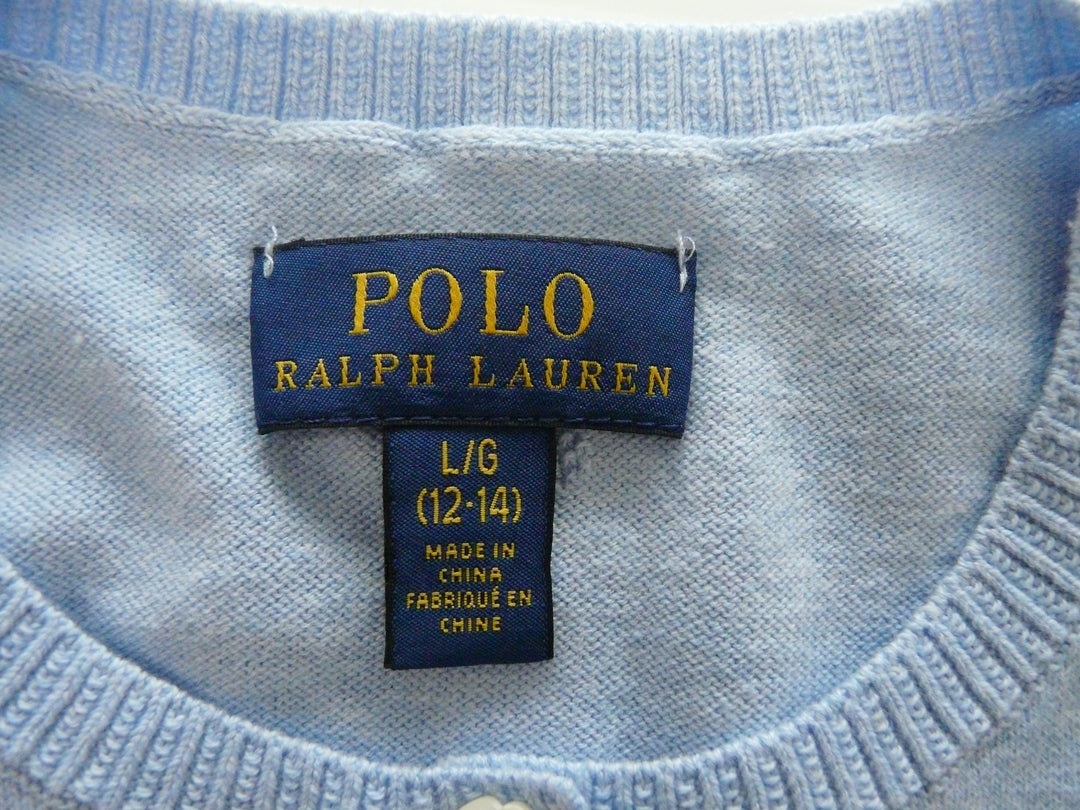 POLO
RALPH LAUREN
L/G
(12-14)
MADE IN
CHINA
FABRIQUÉ EN
CHINE